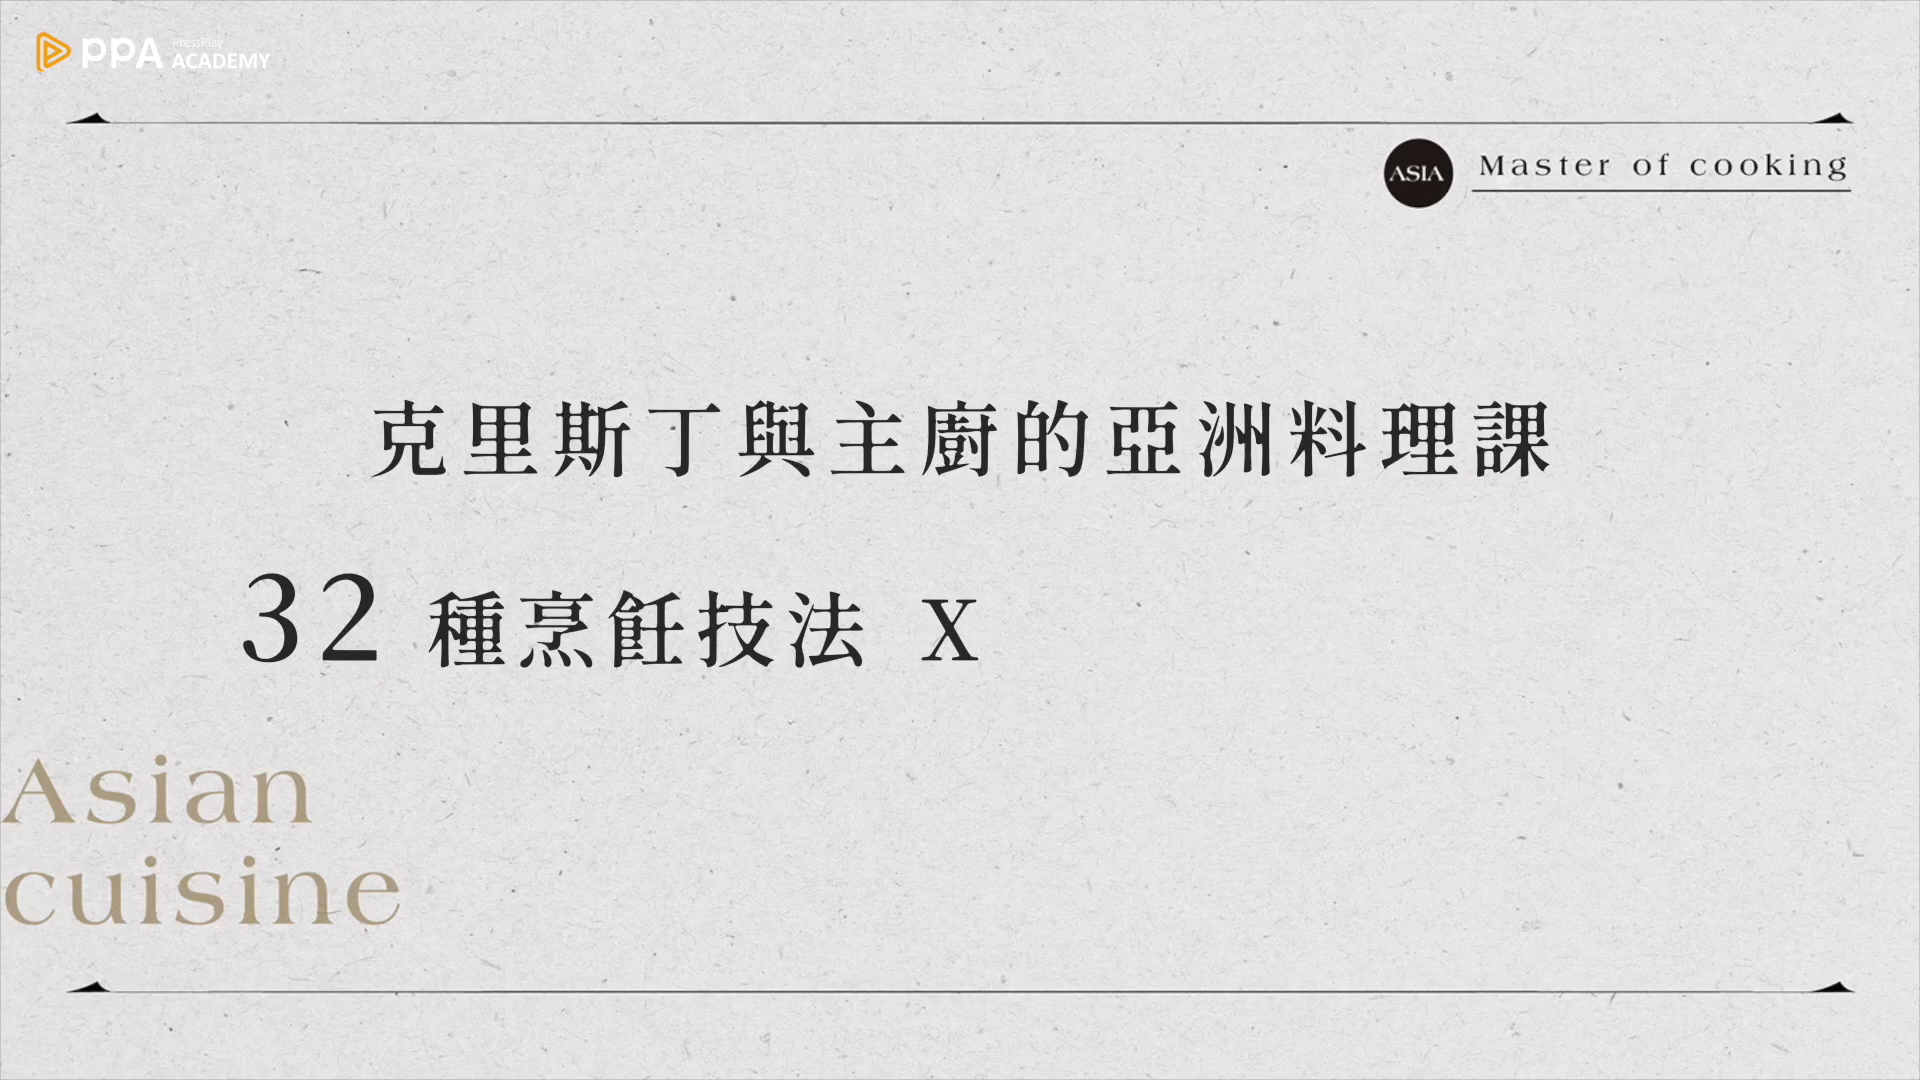 PPA PressPlay ACADEMY
ASIA Master of cooking
克里斯丁與主廚的亞洲料理課
32 種烹飪技法 X
Asian
cuisine